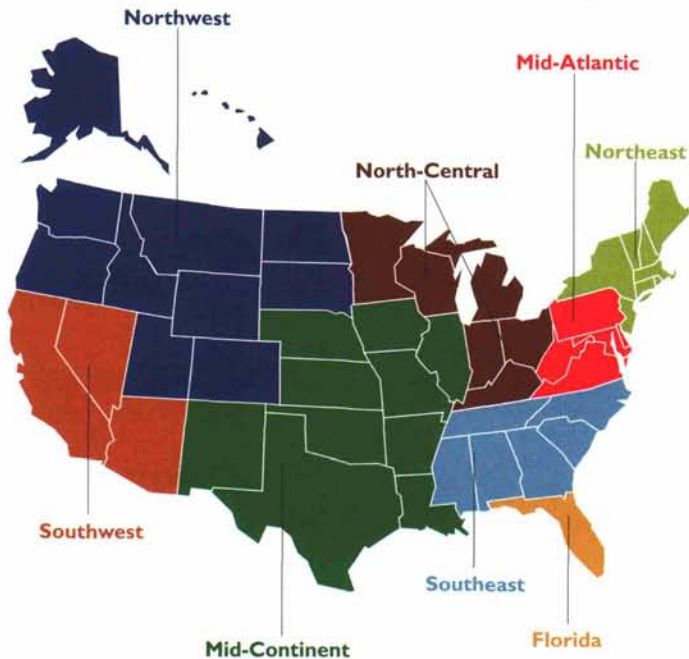 Northwest
Mid-Atlantic
Northeast
North-Central
Southwest
Southeast
Florida
Mid-Continent